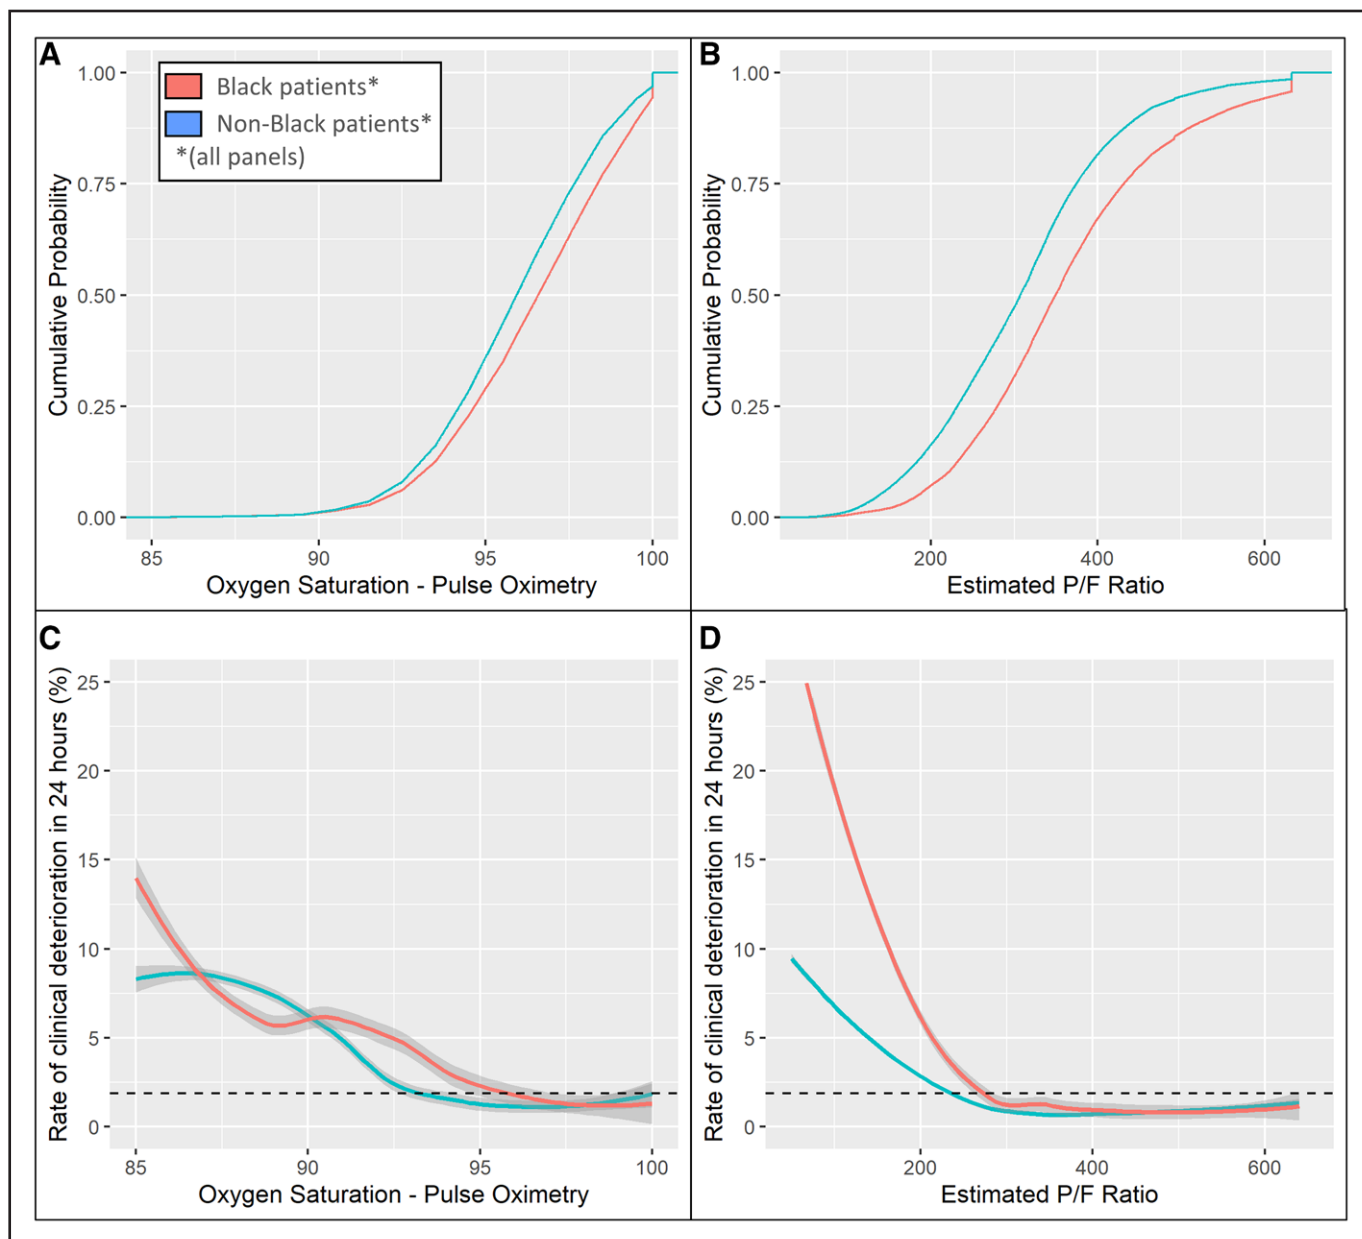 A
Black patients*
Non-Black patients*
*(all panels)
Cumulative Probability
1.00
0.75
0.50
0.25
0.00
85
90
95
100
Oxygen Saturation - Pulse Oximetry
B
Cumulative Probability
1.00
0.75
0.50
0.25
0.00
200
400
600
Estimated P/F Ratio
C
Rate of clinical deterioration in 24 hours (%)
25
20
15
10
5
0
85
90
95
100
Oxygen Saturation - Pulse Oximetry
D
Rate of clinical deterioration in 24 hours (%)
25
20
15
10
5
0
200
400
600
Estimated P/F Ratio